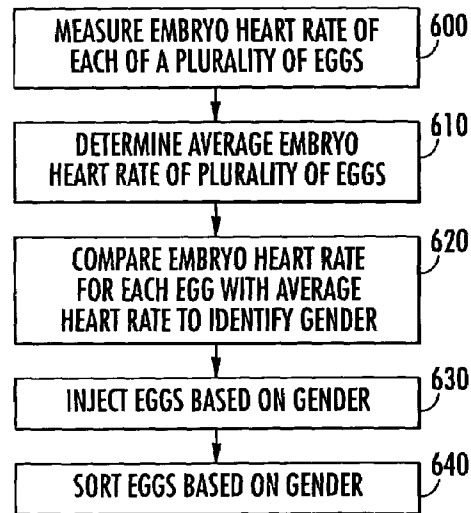 MEASURE EMBRYO HEART RATE OF
EACH OF A PLURALITY OF EGGS
600
DETERMINE AVERAGE EMBRYO
HEART RATE OF PLURALITY OF EGGS
610
COMPARE EMBRYO HEART RATE
FOR EACH EGG WITH AVERAGE
HEART RATE TO IDENTIFY GENDER
620
INJECT EGGS BASED ON GENDER
630
SORT EGGS BASED ON GENDER
640